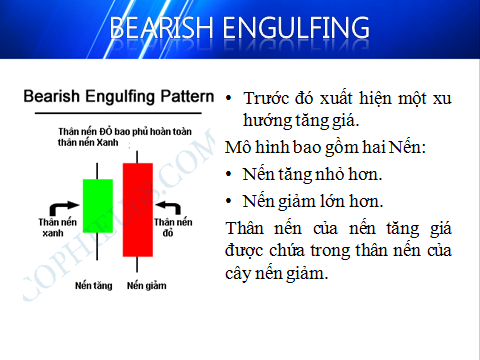 BEARISH ENGULFING
Bearish Engulfing Pattern
Thân nến ĐỎ bao phủ hoàn toàn
thân nến Xanh
Thân nến
xanh
Thân nến
đỏ
Nến tăng
Nến giảm
• Trước đó xuất hiện một xu
hướng tăng giá.
Mô hình bao gồm hai Nến:
• Nến tăng nhỏ hơn.
• Nến giảm lớn hơn.
Thân nến của nến tăng giá
được chứa trong thân nến của
cây nến giảm.